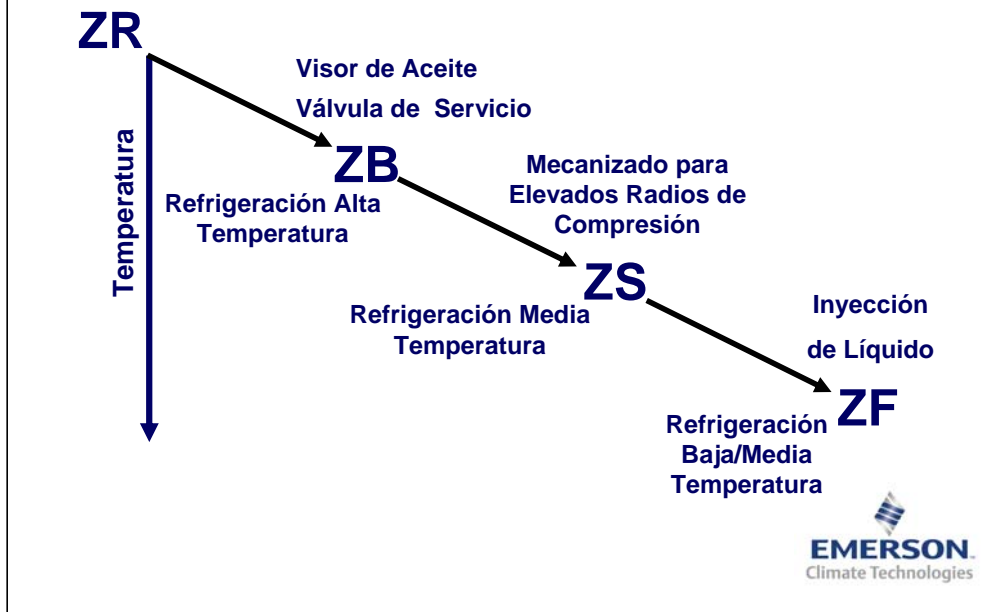 ZR
Visor de Aceite
Válvula de Servicio
Temperatura
ZB
Refrigeración Alta
Temperatura
Mecanizado para
Elevados Radios de
Compresión
ZS
Refrigeración Media
Temperatura
Inyección
de Líquido
ZF
Refrigeración
Baja/Media
Temperatura
EMERSON
Climate Technologies